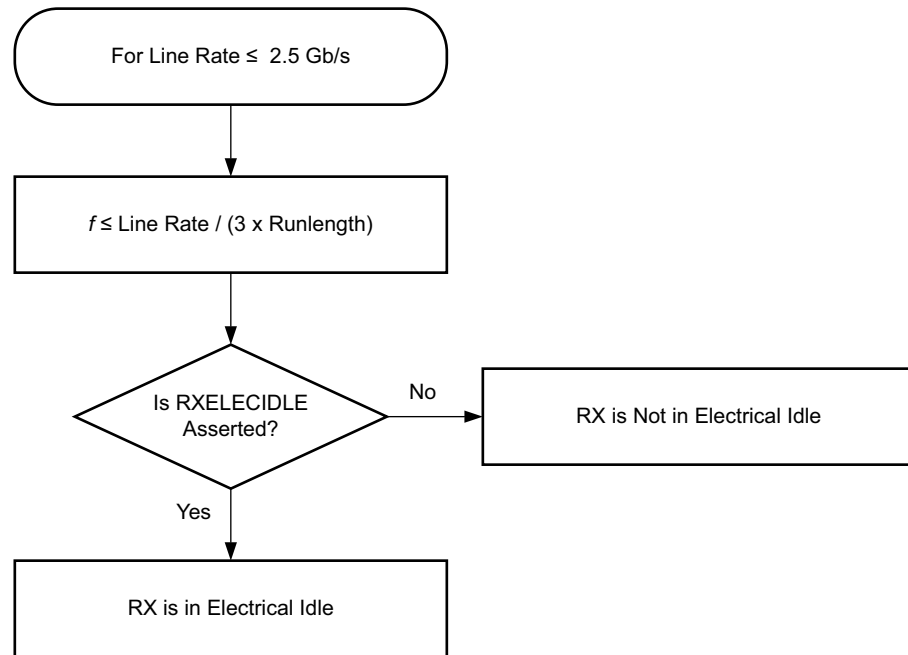 For Line Rate ≤ 2.5 Gb/s
f ≤ Line Rate / (3 x Runlength)
Is RXELECIDLE
Asserted?
No
RX is Not in Electrical Idle
Yes
RX is in Electrical Idle